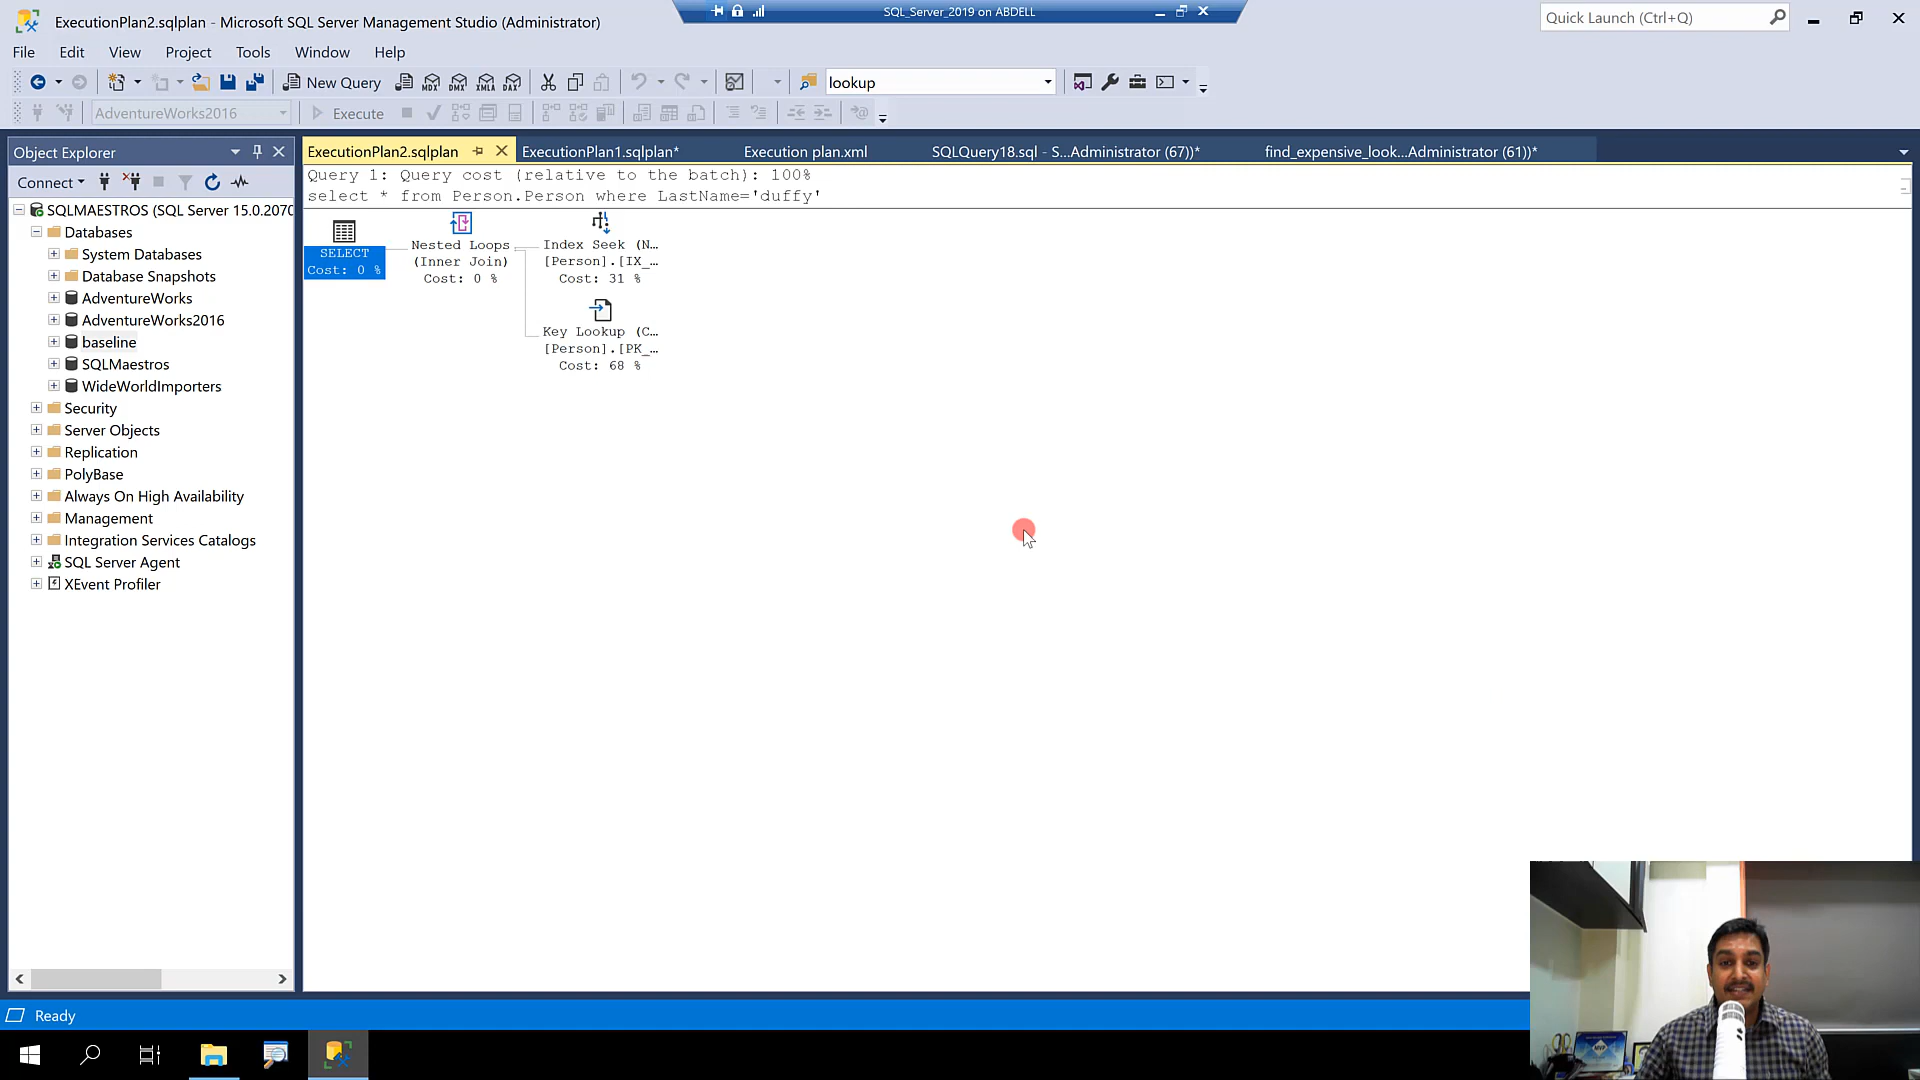 ExecutionPlan2.sqlplan - Microsoft SQL Server Management Studio (Administrator)
SQL_Server_2019 on ABDELL
Quick Launch (Ctrl+Q)
File Edit View Project Tools Window Help
New Query MDX DMX XMLA DAX lookup
AdventureWorks2016 Execute
Object Explorer
ExecutionPlan2.sqlplan ExecutionPlan1.sqlplan* Execution plan.xml SQLQuery18.sql - S...Administrator (67))* find_expensive_look...Administrator (61))*
Connect
SQLMAESTROS (SQL Server 15.0.2070
Databases
System Databases
Database Snapshots
AdventureWorks
AdventureWorks2016
baseline
SQLMaestros
WideWorldImporters
Security
Server Objects
Replication
PolyBase
Always On High Availability
Management
Integration Services Catalogs
SQL Server Agent
XEvent Profiler
Query 1: Query cost (relative to the batch): 100%
select * from Person.Person where LastName='duffy'
SELECT
Cost: 0 %
Nested Loops
(Inner Join)
Cost: 0 %
Index Seek (N...
[Person].[IX_...
Cost: 31 %
Key Lookup (C...
[Person].[PK_...
Cost: 68 %
Ready
MVP